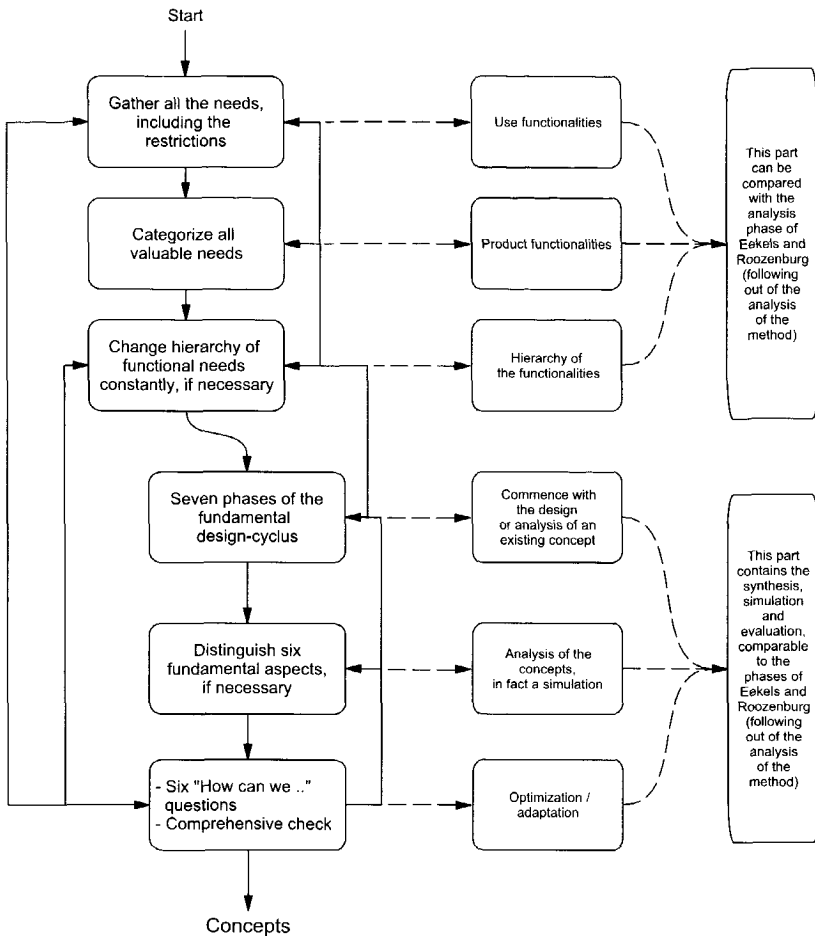 Start
Gather all the needs,
including the
restrictions
Use functionalities
Categorize all
valuable needs
Product functionalities
Change hierarchy of
functional needs
constantly, if necessary
Hierarchy of
the functionalities
This part
can be
compared
with the
analysis
phase of
Eekels and
Roozenburg
(following
out of the
analysis
of the
method)
Seven phases of the
fundamental
design-cyclus
Commence with
the design
or analysis of an
existing concept
Distinguish six
fundamental aspects,
if necessary
Analysis of the
concepts,
in fact a simulation
- Six "How can we .."
questions
- Comprehensive check
Optimization /
adaptation
This part
contains the
synthesis,
simulation
and
evaluation,
comparable
to the
phases of
Eekels and
Roozenburg
(following
out of the
analysis
of the
method)
Concepts